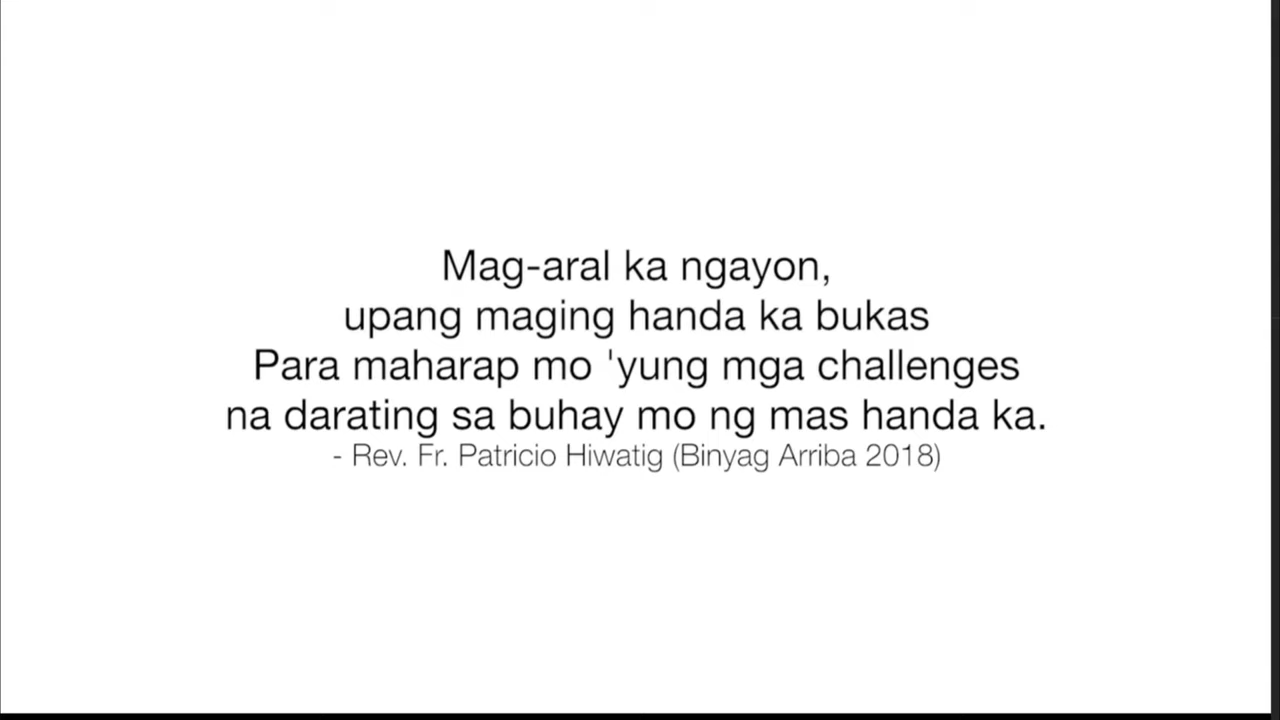 Mag-aral ka ngayon,
upang maging handa ka bukas
Para maharap mo 'yung mga challenges
na darating sa buhay mo ng mas handa ka.
- Rev. Fr. Patricio Hiwatig (Binyag Arriba 2018)